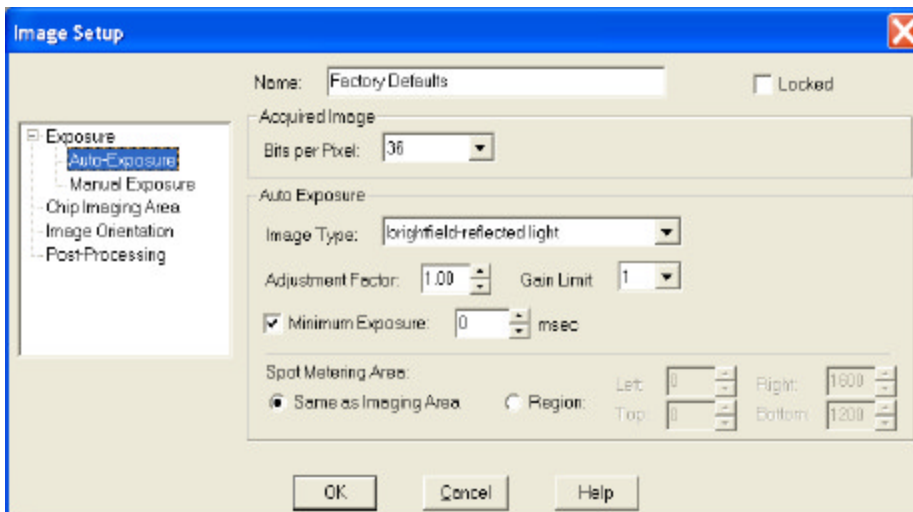 Image Setup
Name: Factory Defaults Locked
Exposure
Auto-Exposure
Manual Exposure
Chip Imaging Area
Image Orientation
Post-Processing
Acquired Image
Bits per Pixel: 36
Auto Exposure
Image Type: brightfield-reflected light
Adjustment Factor: 1.00 Gain Limit 1
Minimum Exposure: 0 msec
Spot Metering Area:
Same as Imaging Area Region:
Left: 0 Right: 1600
Top: 0 Bottom: 1200
OK Cancel Help